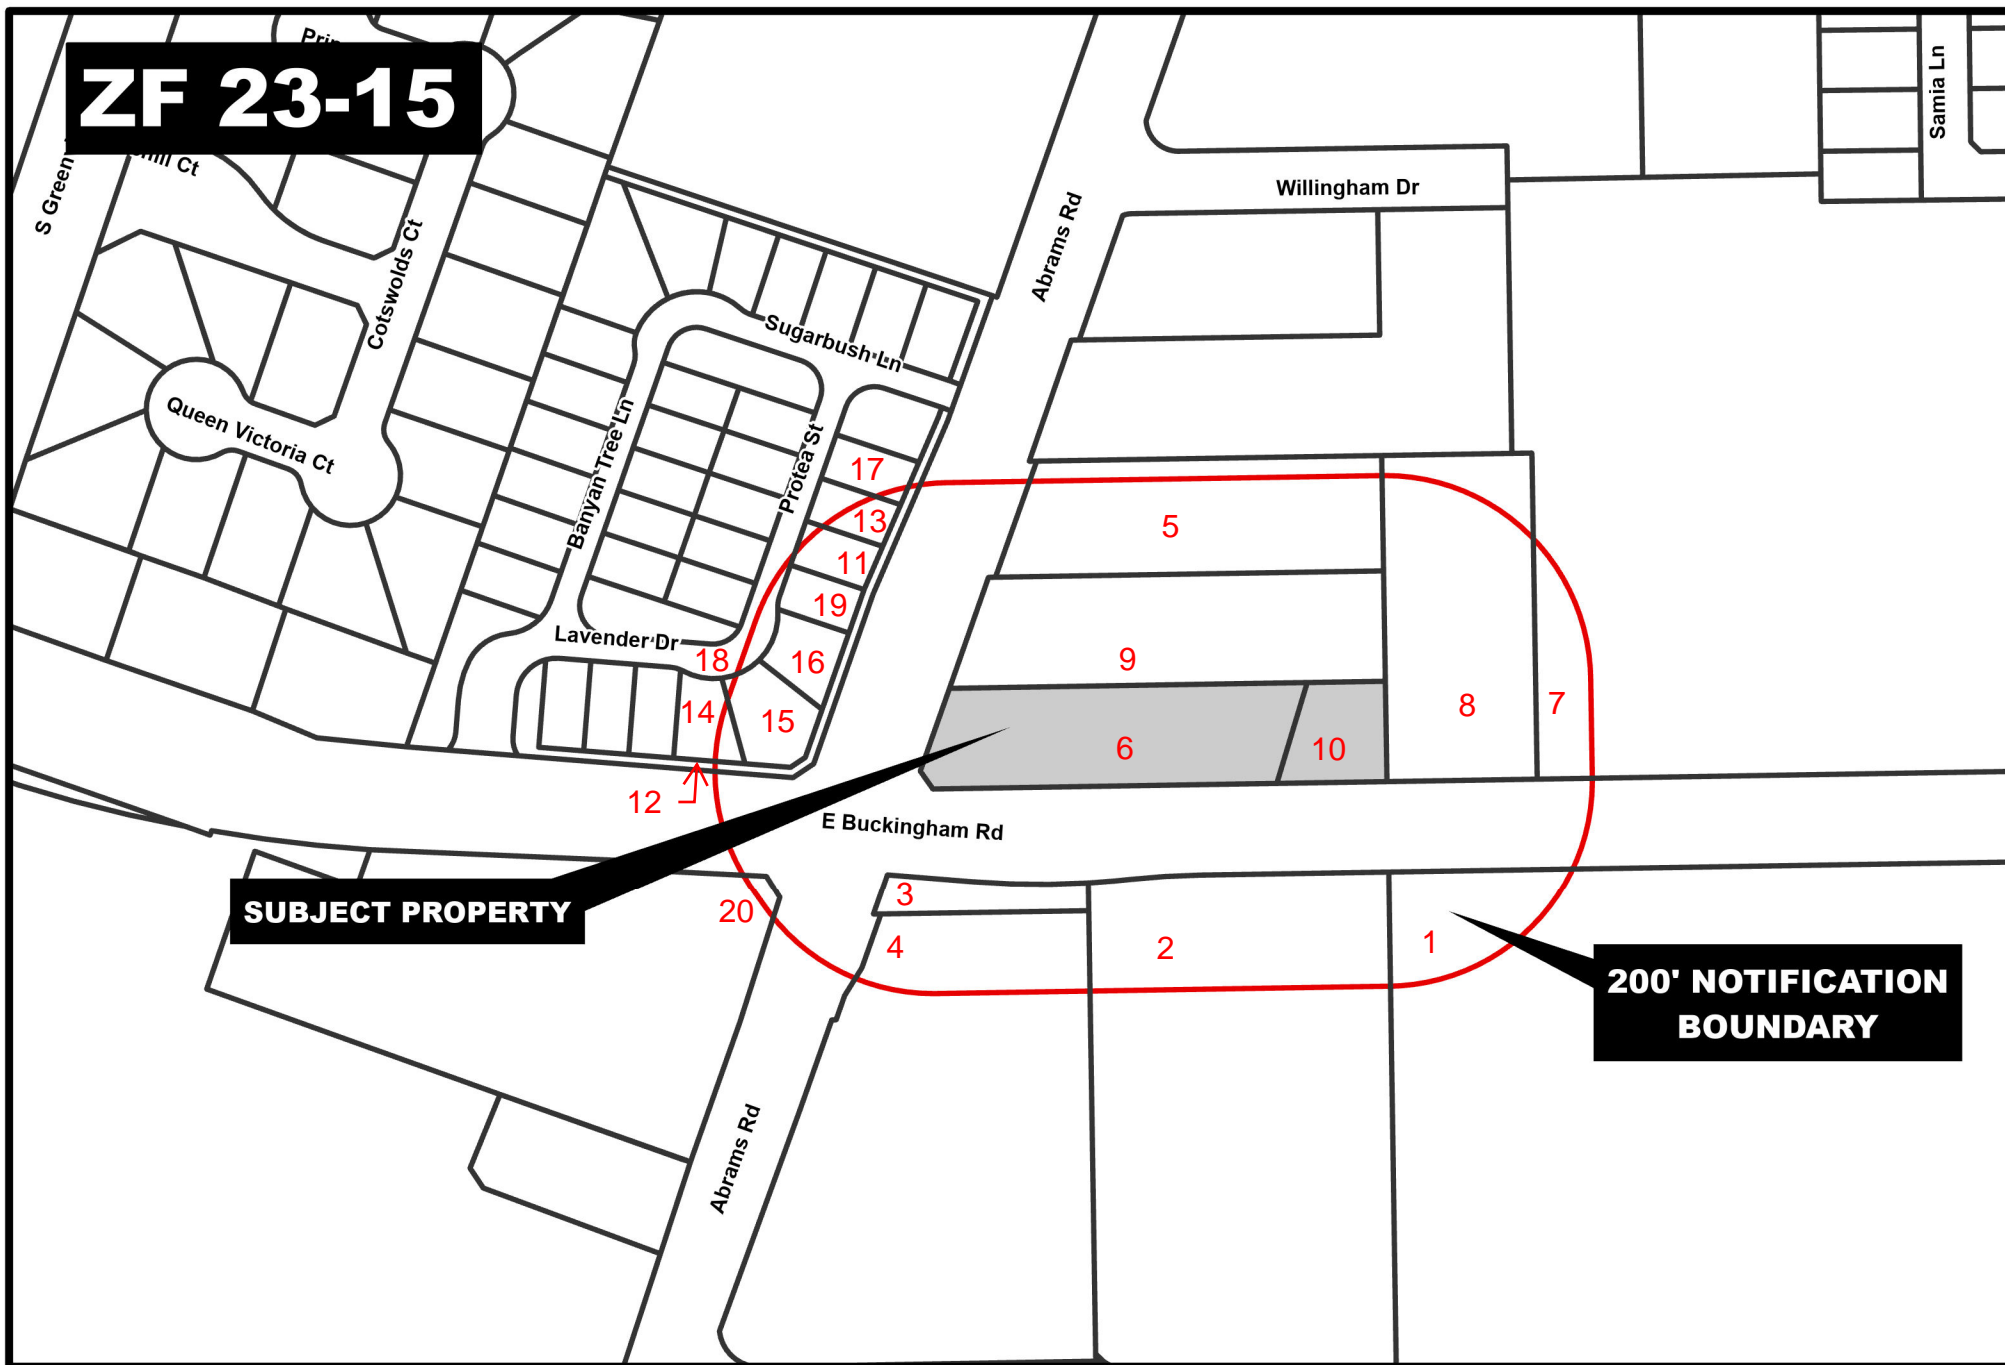 ZF 23-15
Samia Ln
Willingham Dr
Abrams Rd
Cotswolds Ct
Sugarbush Ln
Queen Victoria Ct
Banyan Tree Ln
Protea St
17
13
5
11
19
Lavender Dr
18
16
9
14
15
8
7
6
10
12
E Buckingham Rd
3
20
SUBJECT PROPERTY
4
2
1
200' NOTIFICATION
BOUNDARY
Abrams Rd